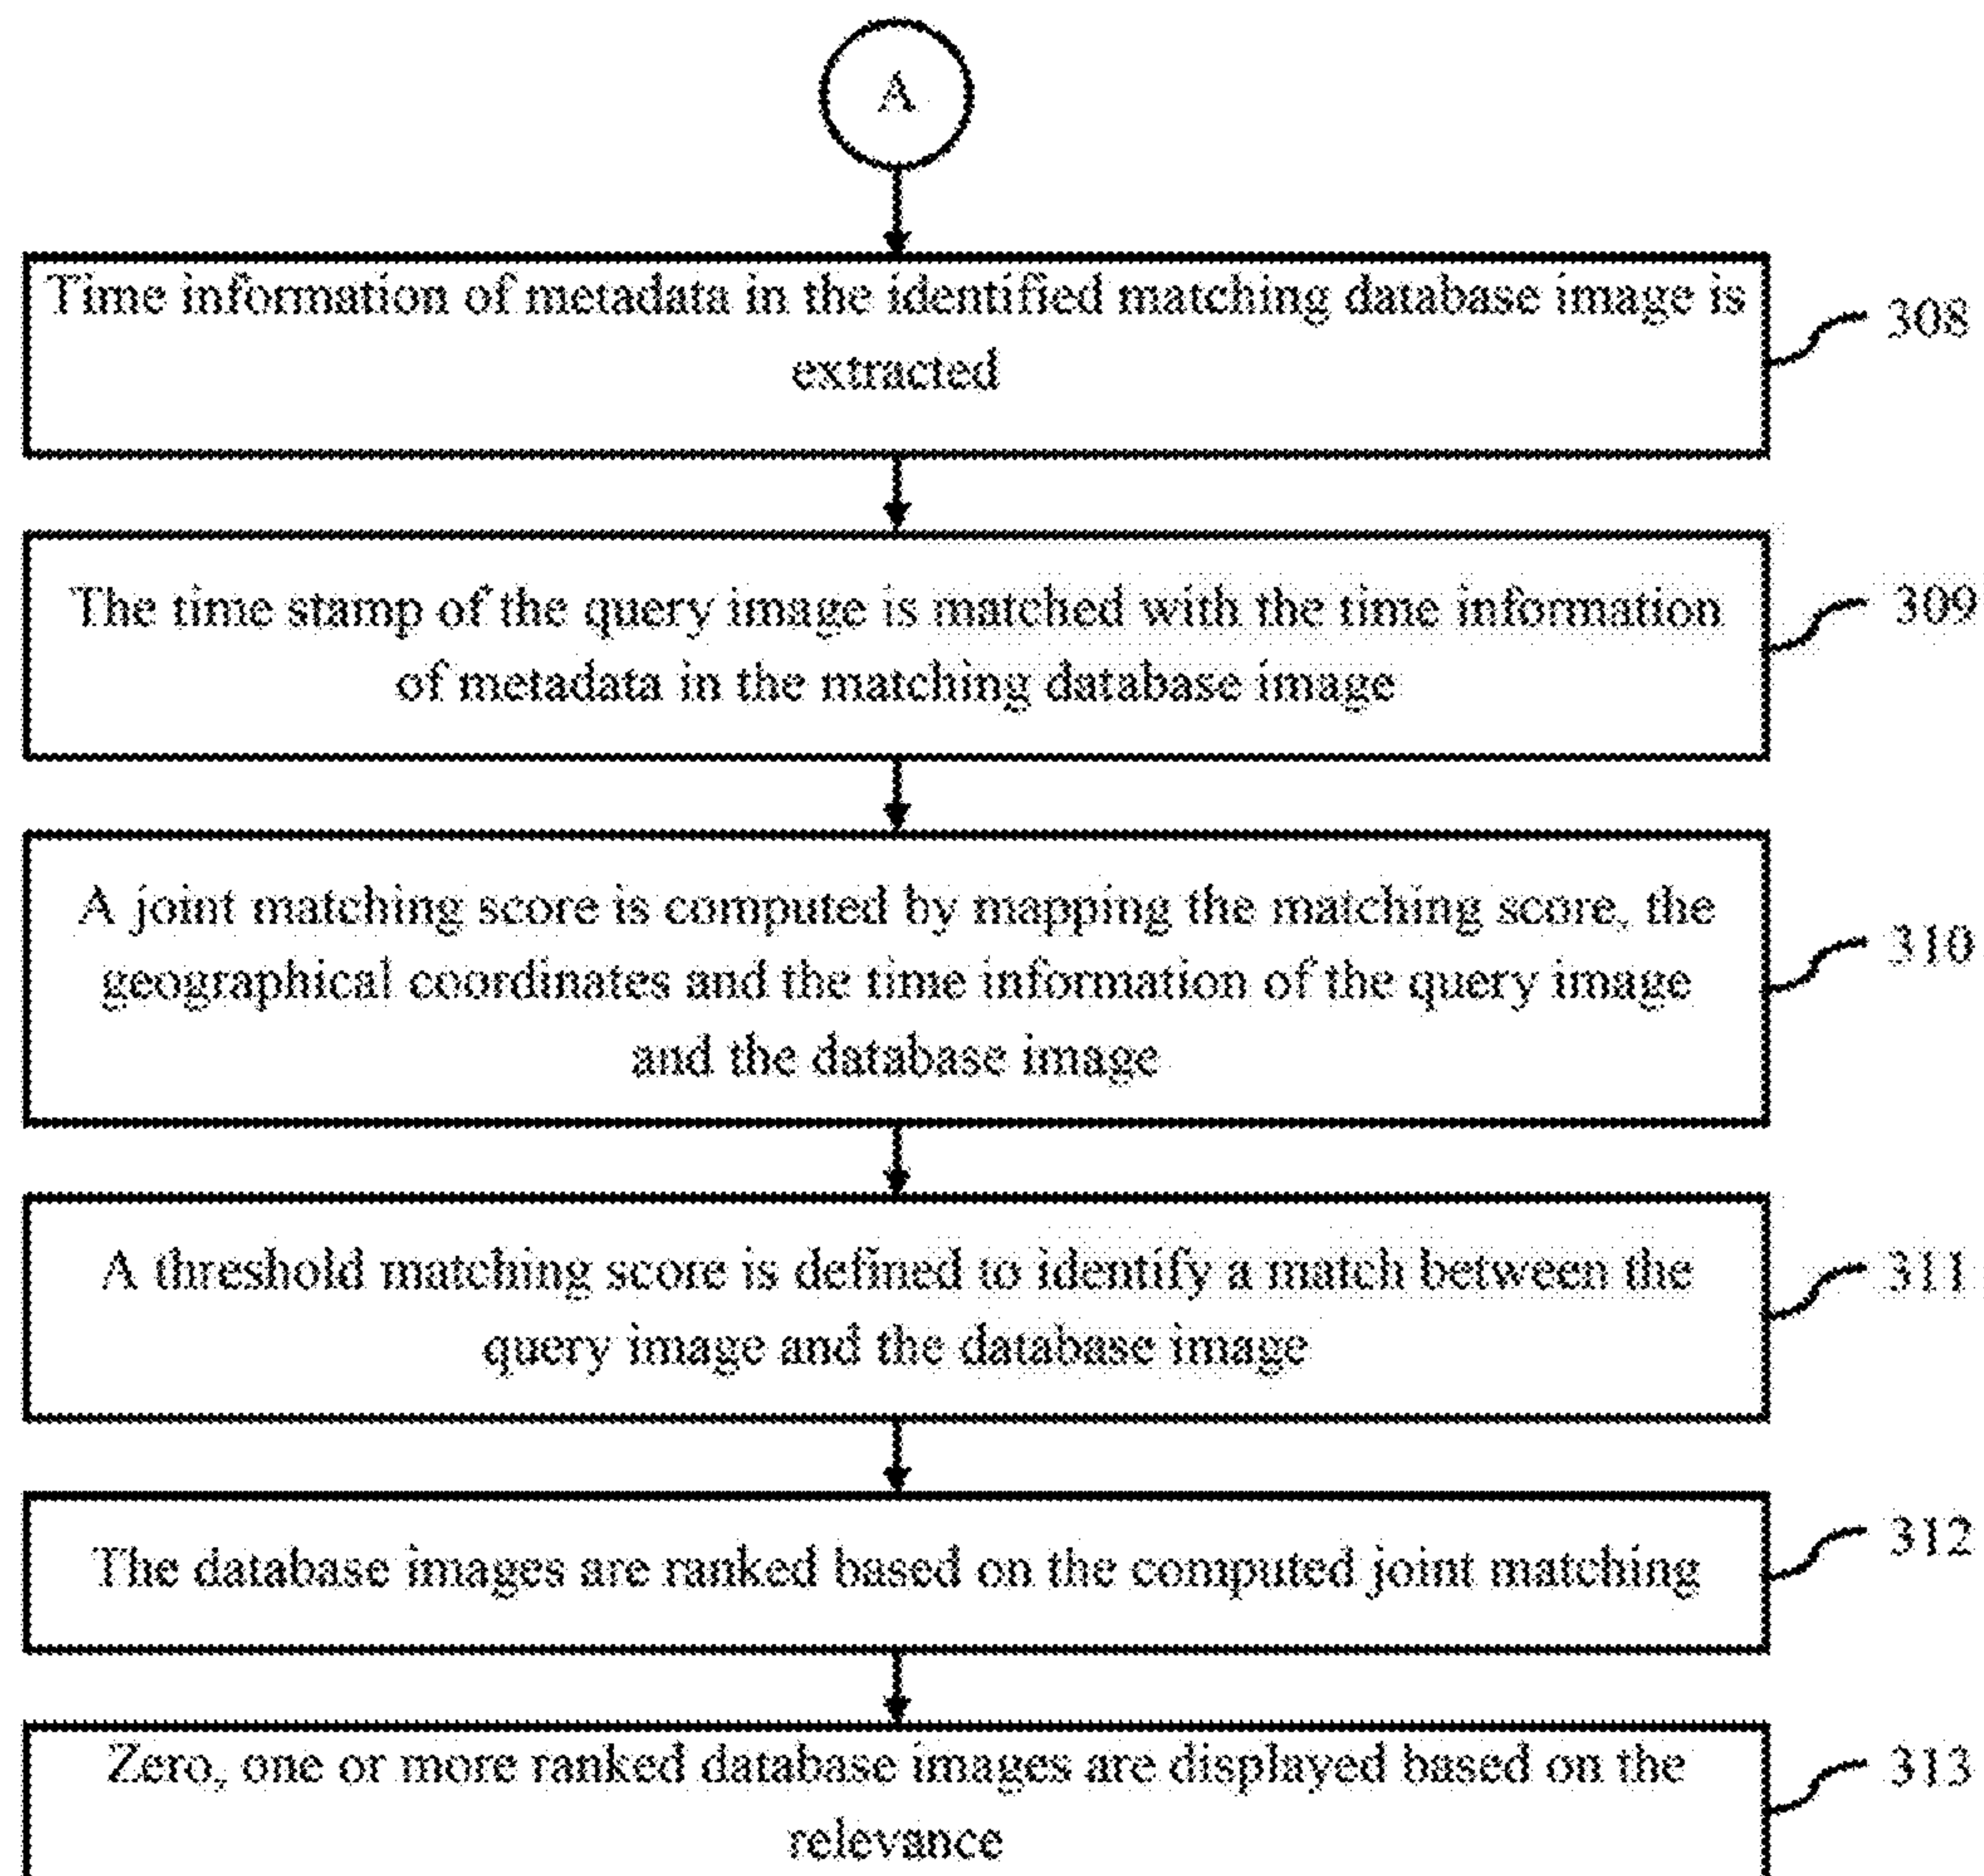 A
Time information of metadata in the identified matching database image is
extracted
308
The time stamp of the query image is matched with the time information
of metadata in the matching database image
309
A joint matching score is computed by mapping the matching score, the
geographical coordinates and the time information of the query image
and the database image
310
A threshold matching score is defined to identify a match between the
query image and the database image
311
The database images are ranked based on the computed joint matching
312
Zero, one or more ranked database images are displayed based on the
relevance
313